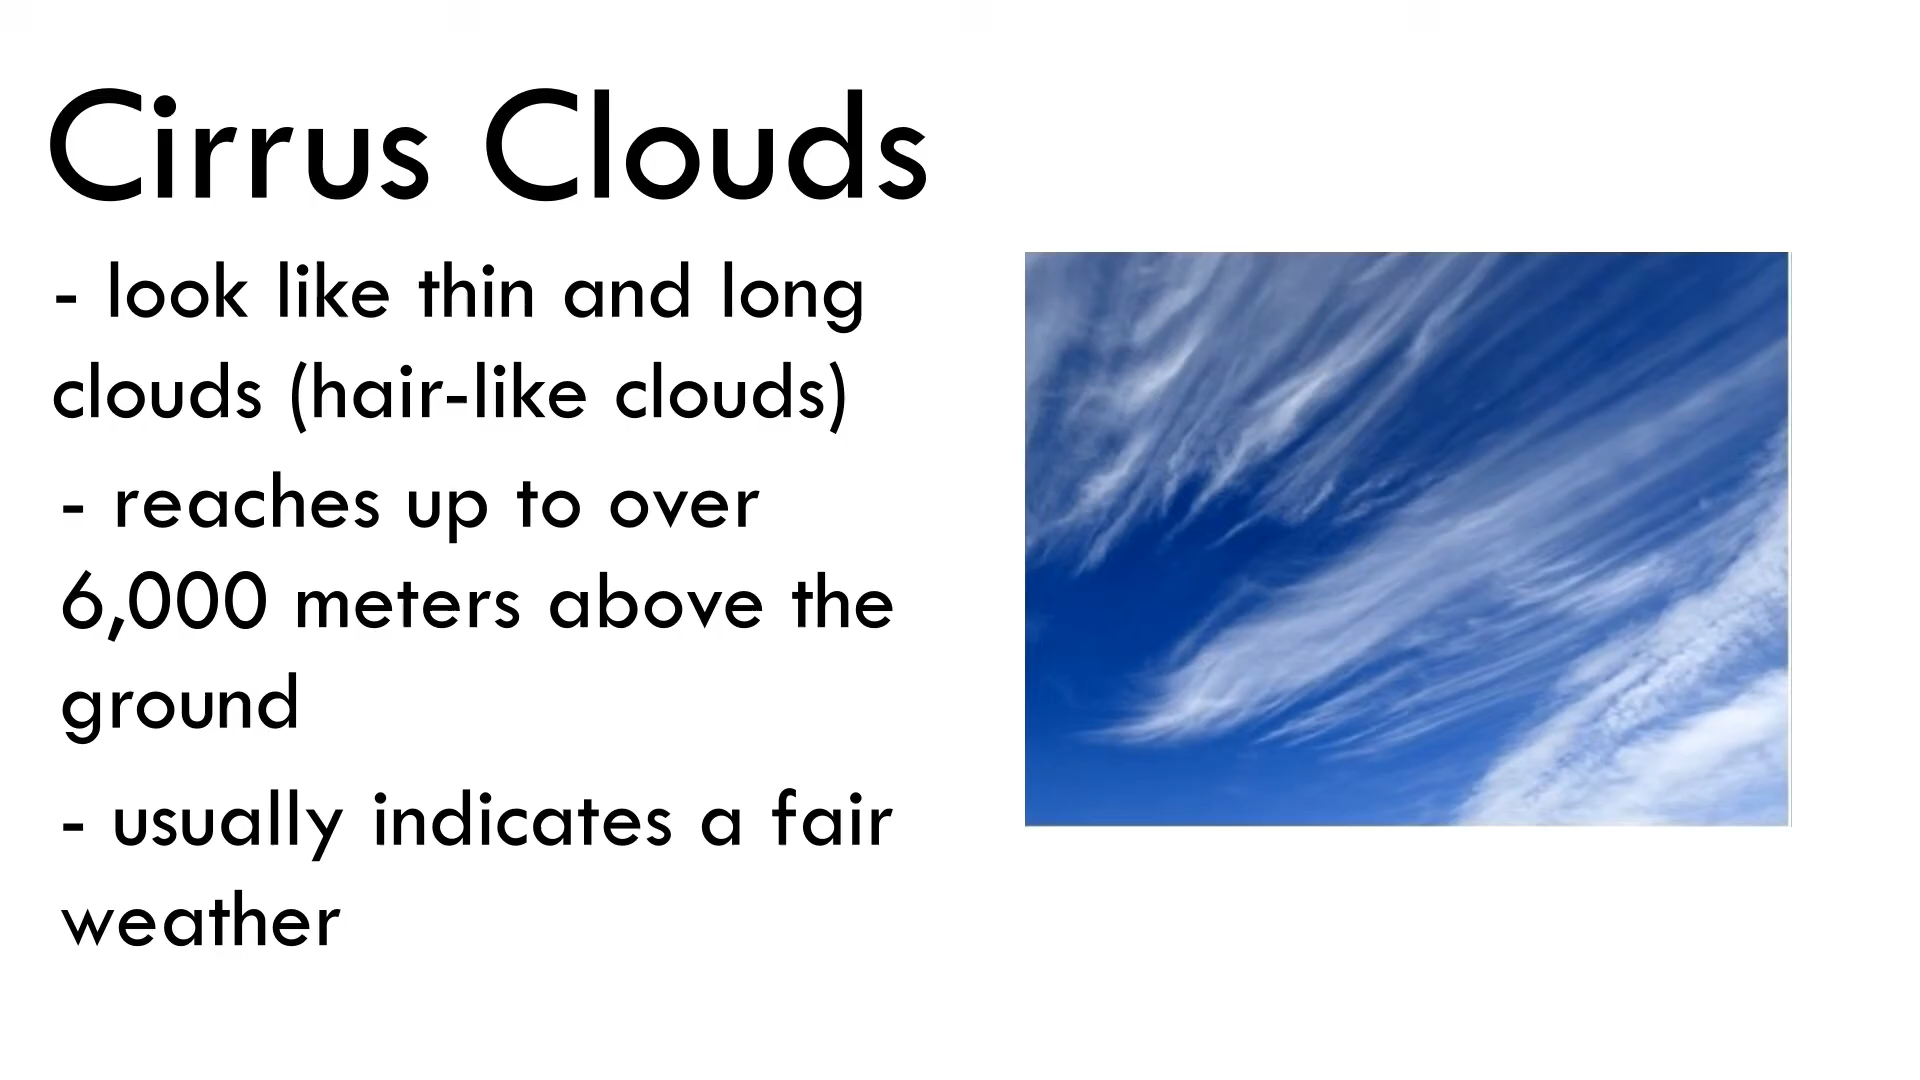 Cirrus Clouds
- look like thin and long
clouds (hair-like clouds)
- reaches up to over
6,000 meters above the
ground
- usually indicates a fair
weather